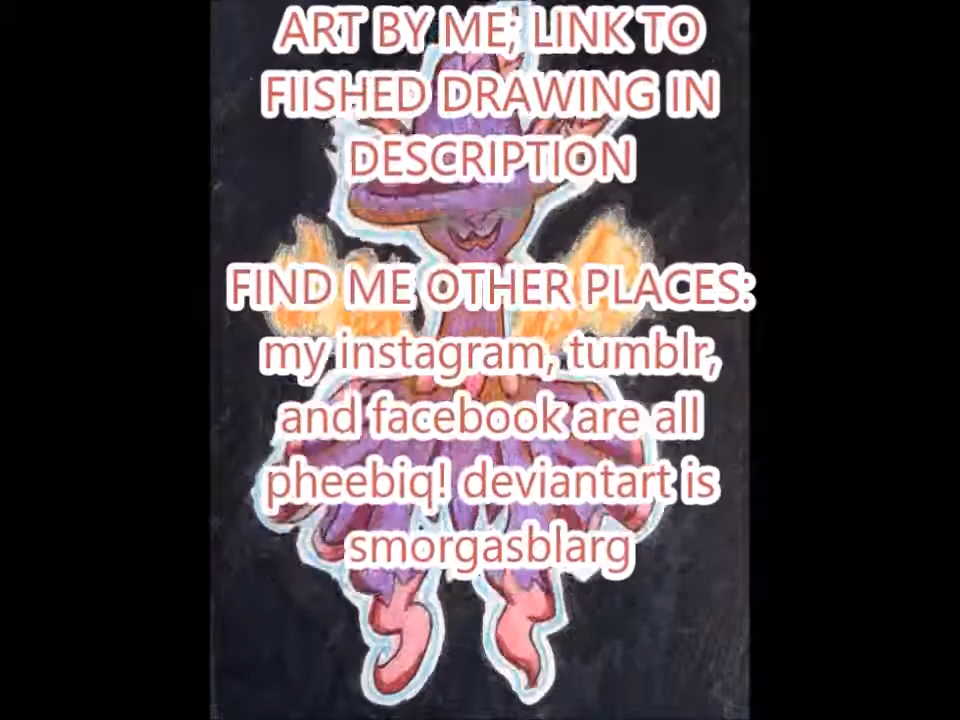 ART BY ME; LINK TO
FIISHED DRAWING IN
DESCRIPTION
FIND ME OTHER PLACES:
my instagram, tumblr,
and facebook are all
pheebiq! deviantart is
smorgasblarg